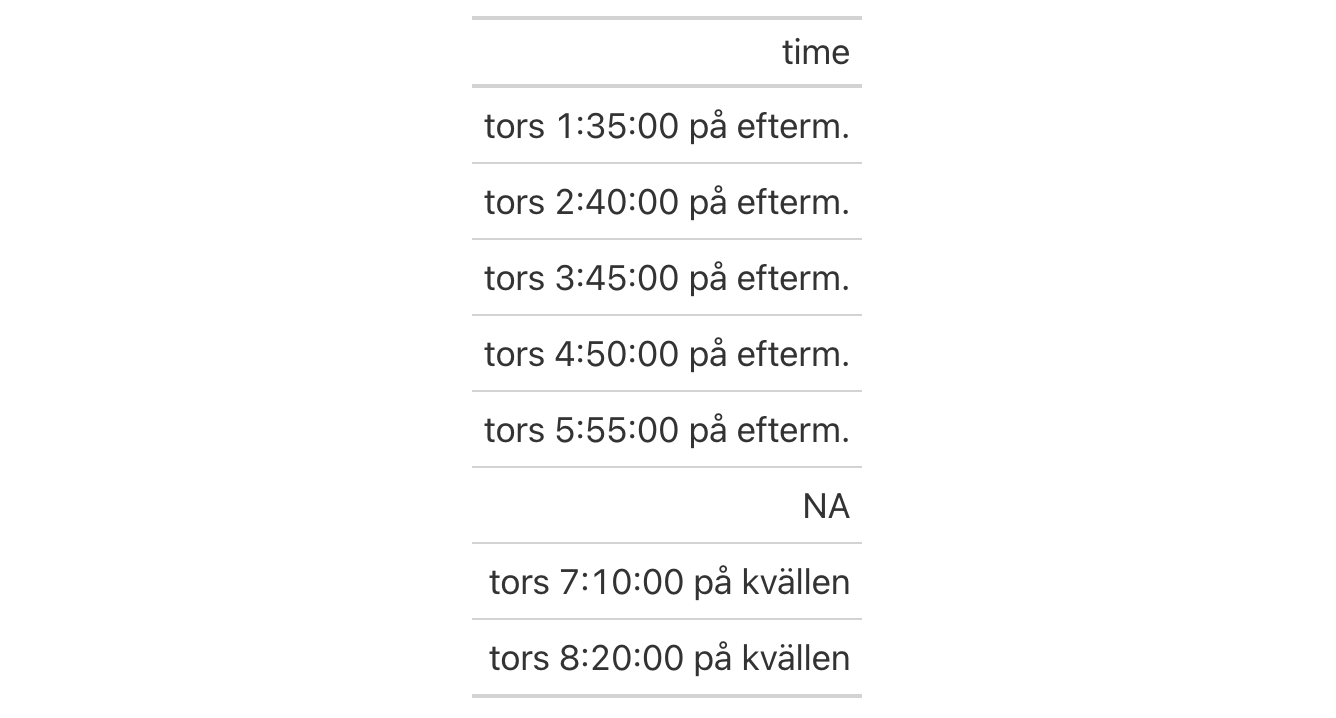 time
tors 1:35:00 på efterm.
tors 2:40:00 på efterm.
tors 3:45:00 på efterm.
tors 4:50:00 på efterm.
tors 5:55:00 på efterm.
NA
tors 7:10:00 på kvällen
tors 8:20:00 på kvällen